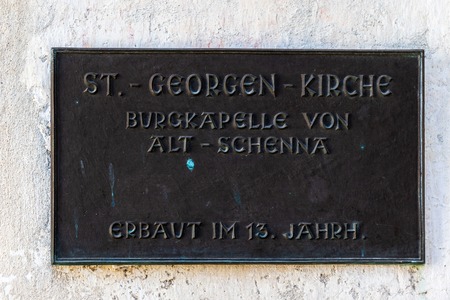 ST. - GEORGEN - KIRCHE
BURGKAPELLE VON
ALT - SCHENNA
ERBAUT IM 13. JAHRH.